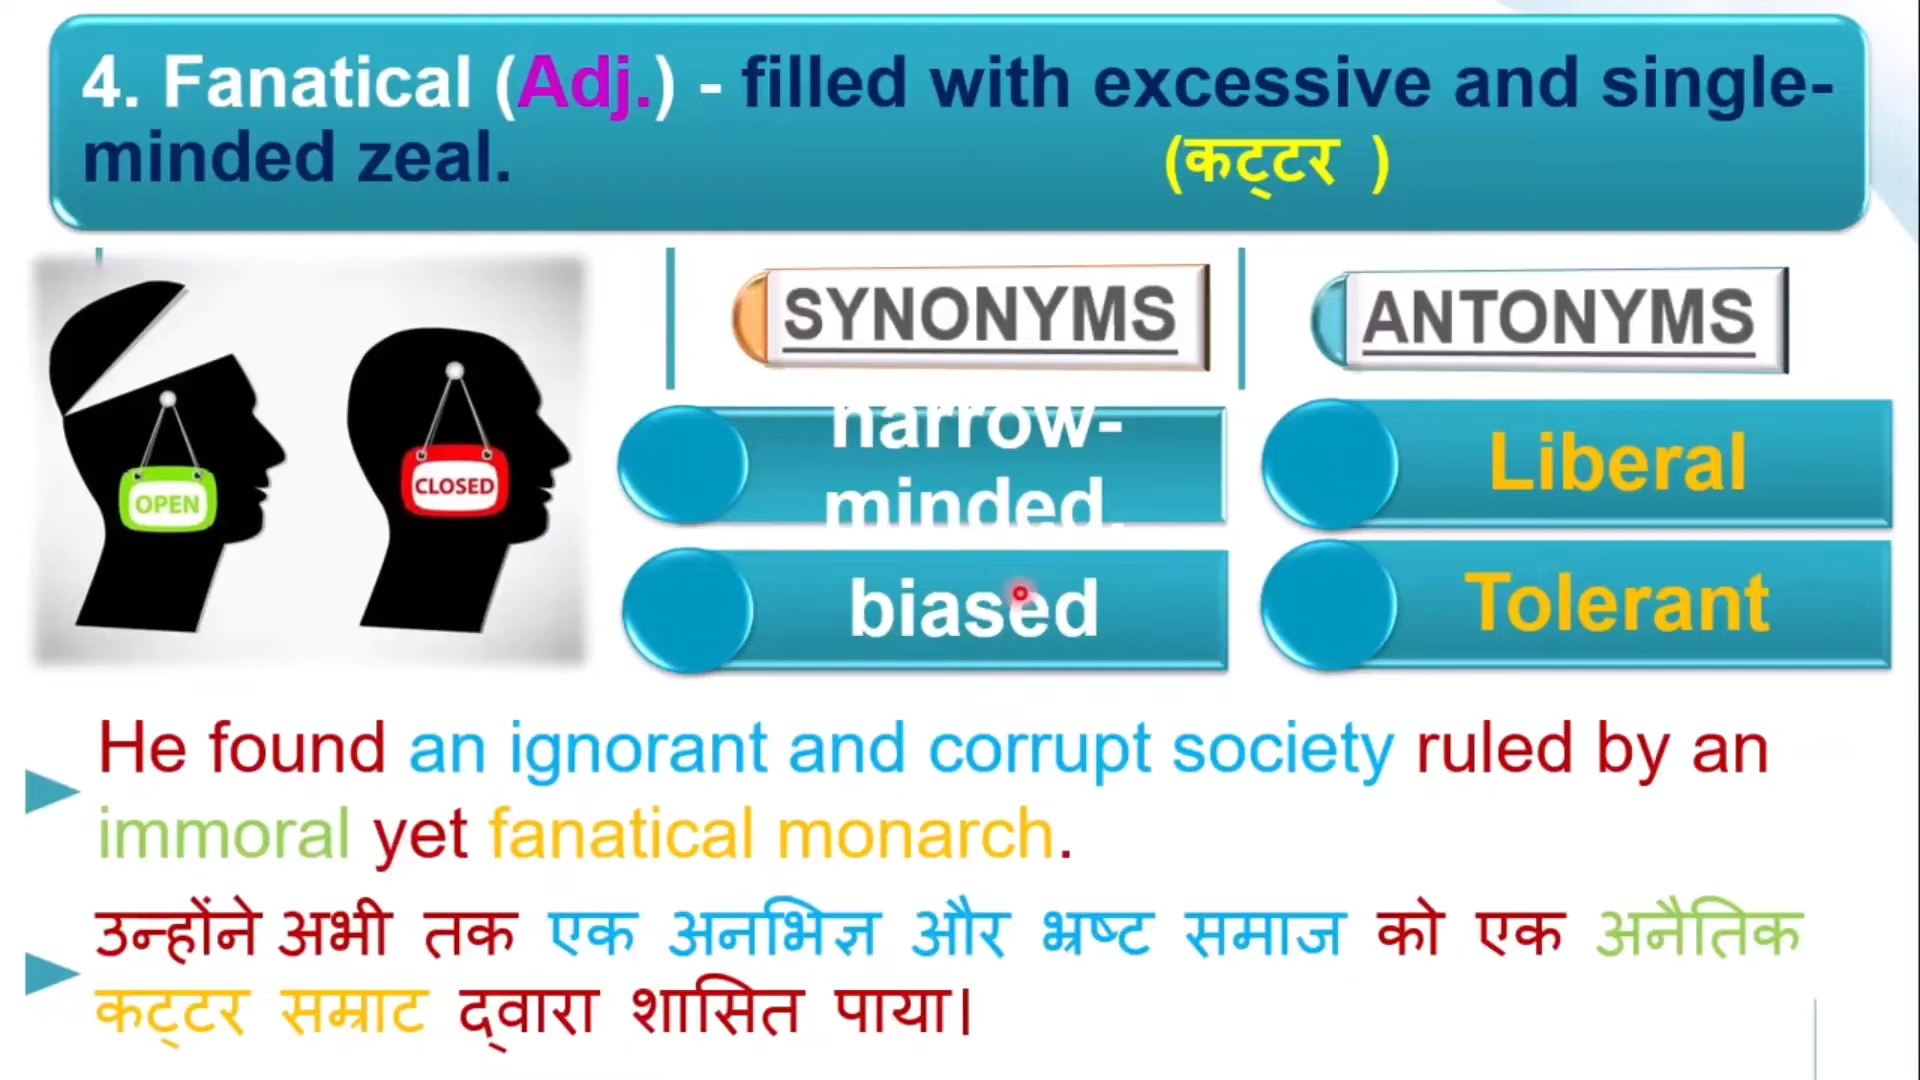 4. Fanatical (Adj.) - filled with excessive and single-
minded zeal. (कट्टर )
SYNONYMS
ANTONYMS
OPEN
CLOSED
narrow-
minded,
biased
Liberal
Tolerant
He found an ignorant and corrupt society ruled by an
immoral yet fanatical monarch.
उन्होंने अभी तक एक अनभिज्ञ और भ्रष्ट समाज को एक अनैतिक
कट्टर सम्राट द्वारा शासित पाया।